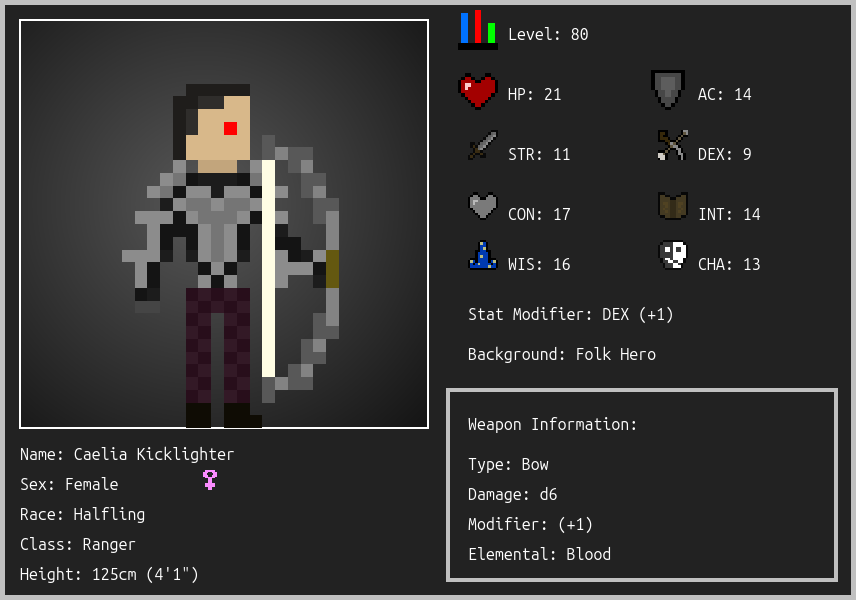 Level: 80
HP: 21
AC: 14
STR: 11
DEX: 9
CON: 17
INT: 14
WIS: 16
CHA: 13
Stat Modifier: DEX (+1)
Background: Folk Hero
Weapon Information:
Type: Bow
Damage: d6
Modifier: (+1)
Elemental: Blood
Name: Caelia Kicklighter
Sex: Female
Race: Halfling
Class: Ranger
Height: 125cm (4'1")